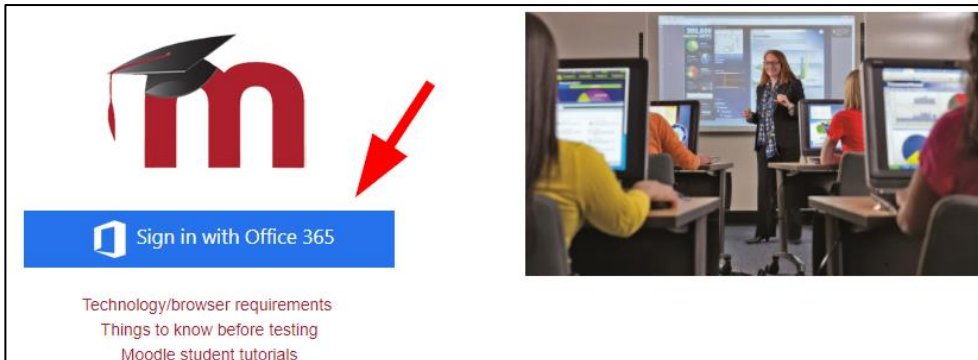 m
Sign in with Office 365
Technology/browser requirements
Things to know before testing
Moodle student tutorials